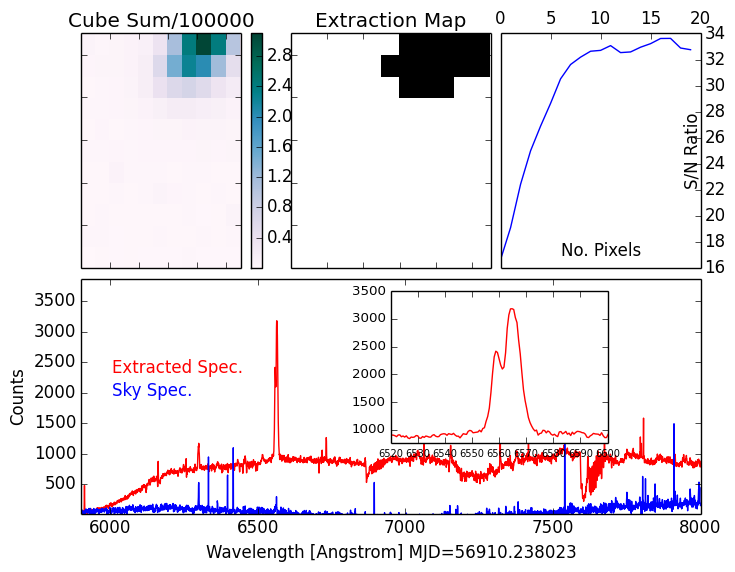 Cube Sum/100000
Extraction Map
0 5 10 15 20
2.8
2.4
2.0
1.6
1.2
0.8
0.4
34
32
30
28
26
24
22
20
18
16
S/N Ratio
No. Pixels
3500
3000
2500
2000
1500
1000
500
Counts
Extracted Spec.
Sky Spec.
3500
3000
2500
2000
1500
1000
6520 6530 6540 6550 6560 6570 6580 6590 6600
6000 6500 7000 7500 8000
Wavelength [Angstrom] MJD=56910.238023